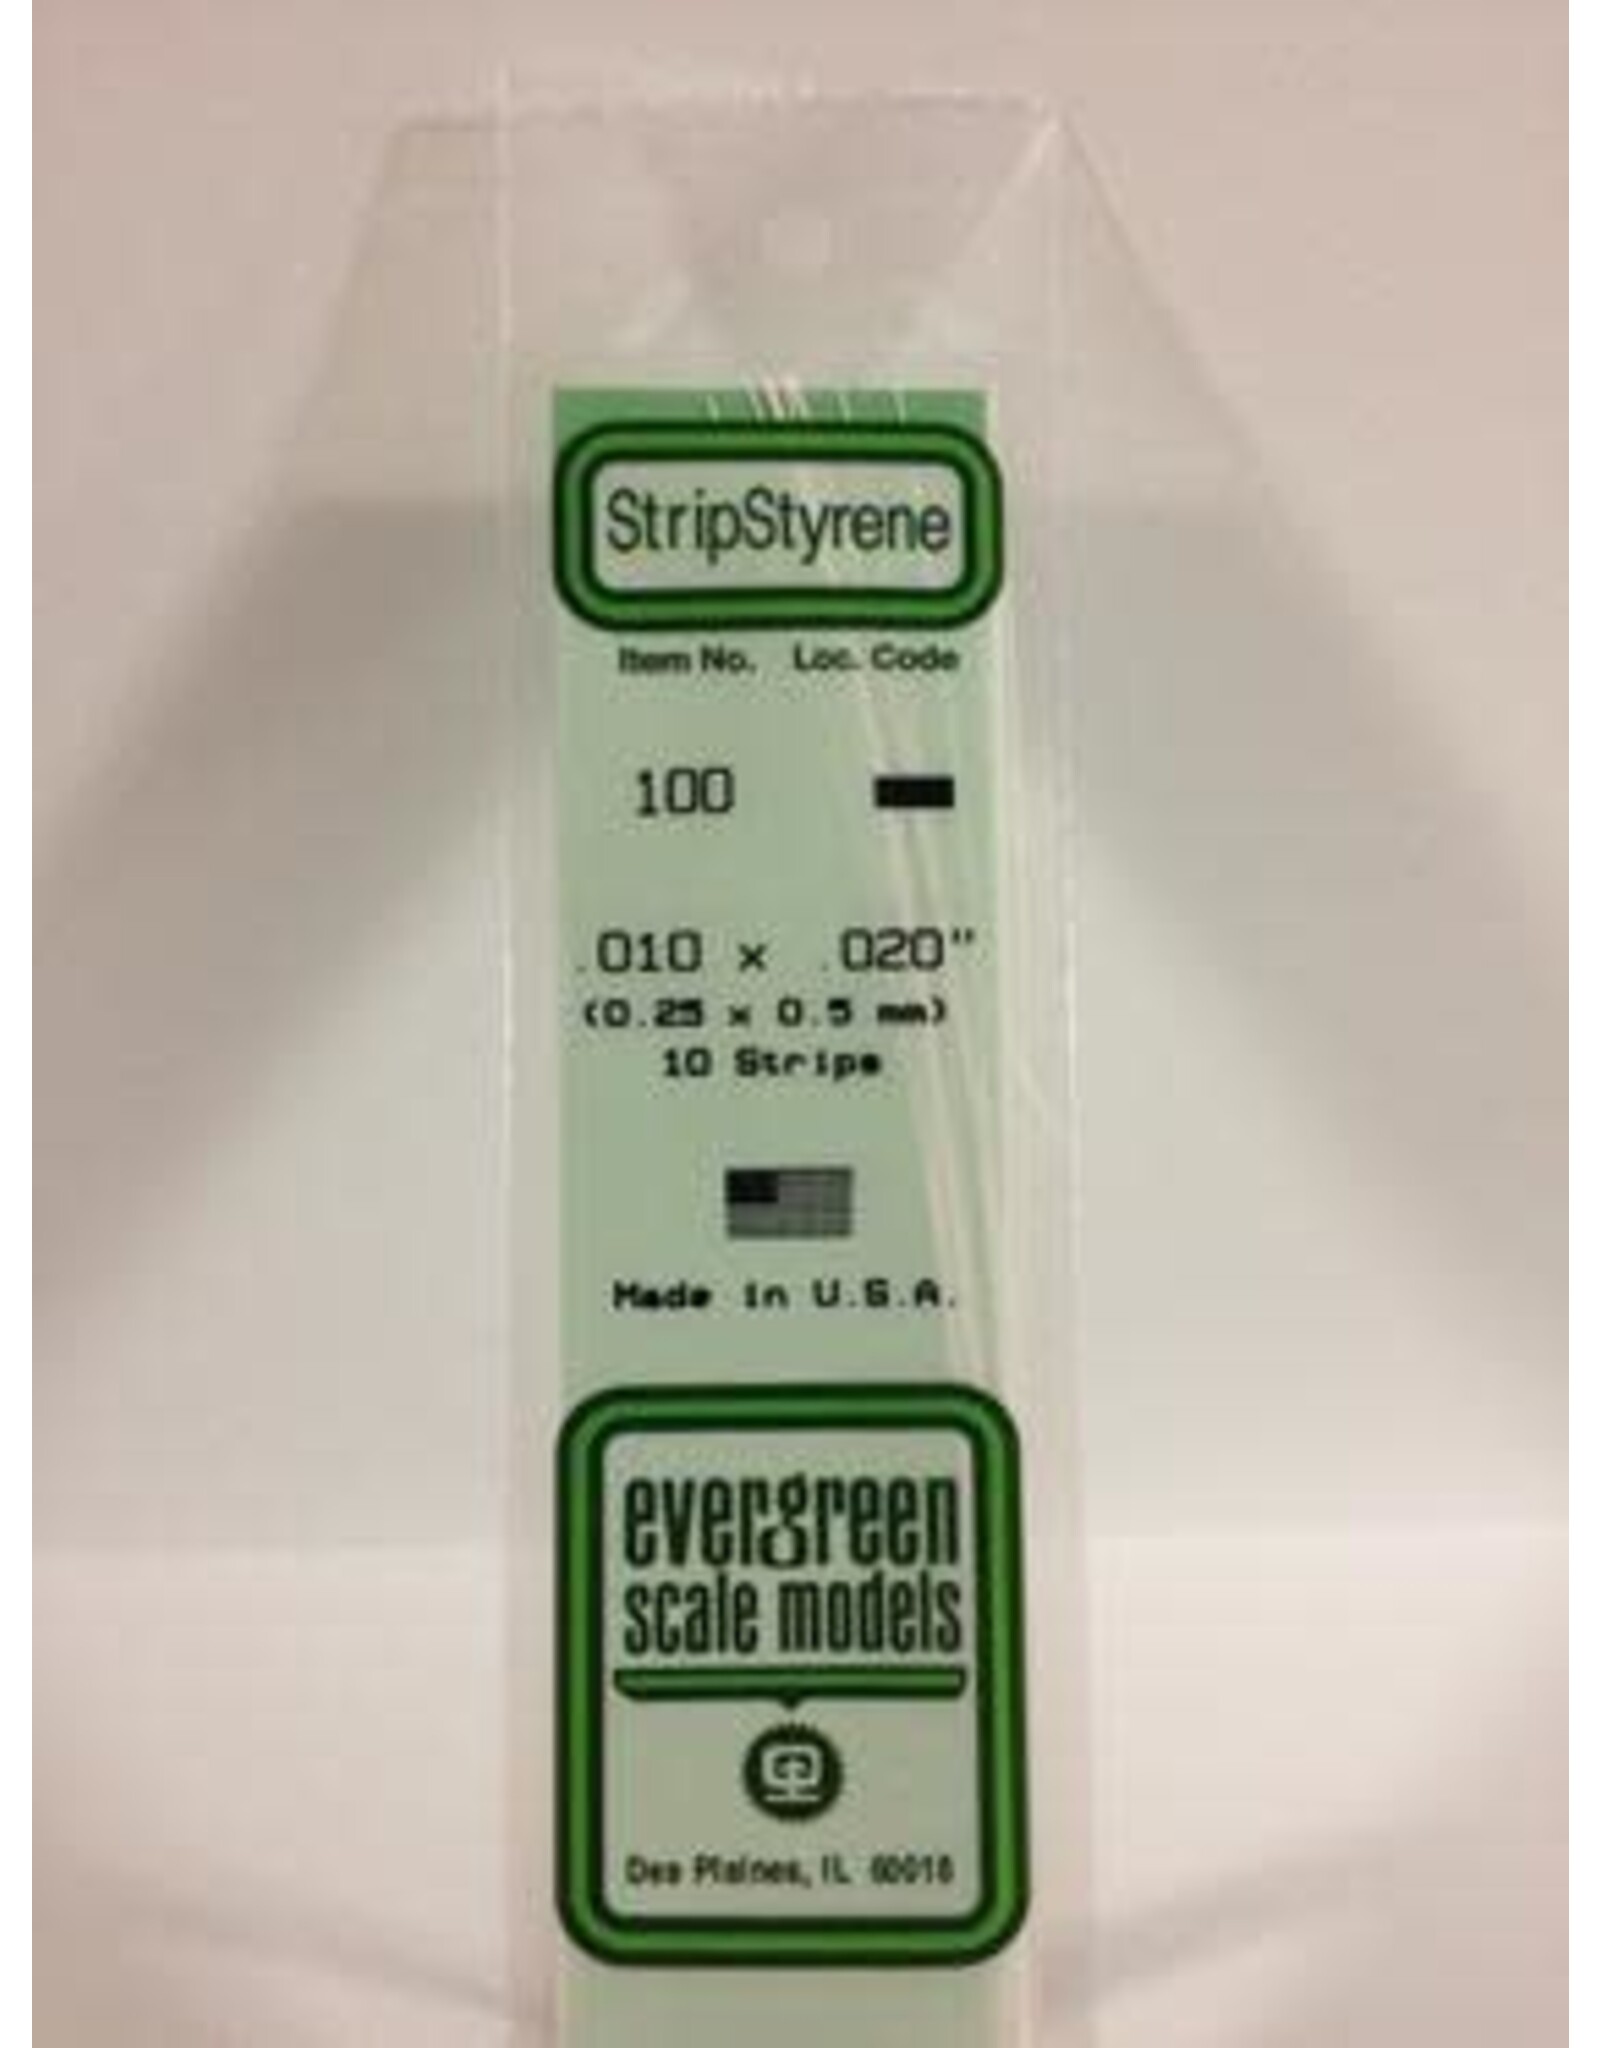 StripStyrene
Item No. Loc. Code
100
.010 x .020"
(0.25 x 0.5 mm)
10 Strips
Made in U.S.A.
evergreen
scale models
Des Plaines, IL 60018